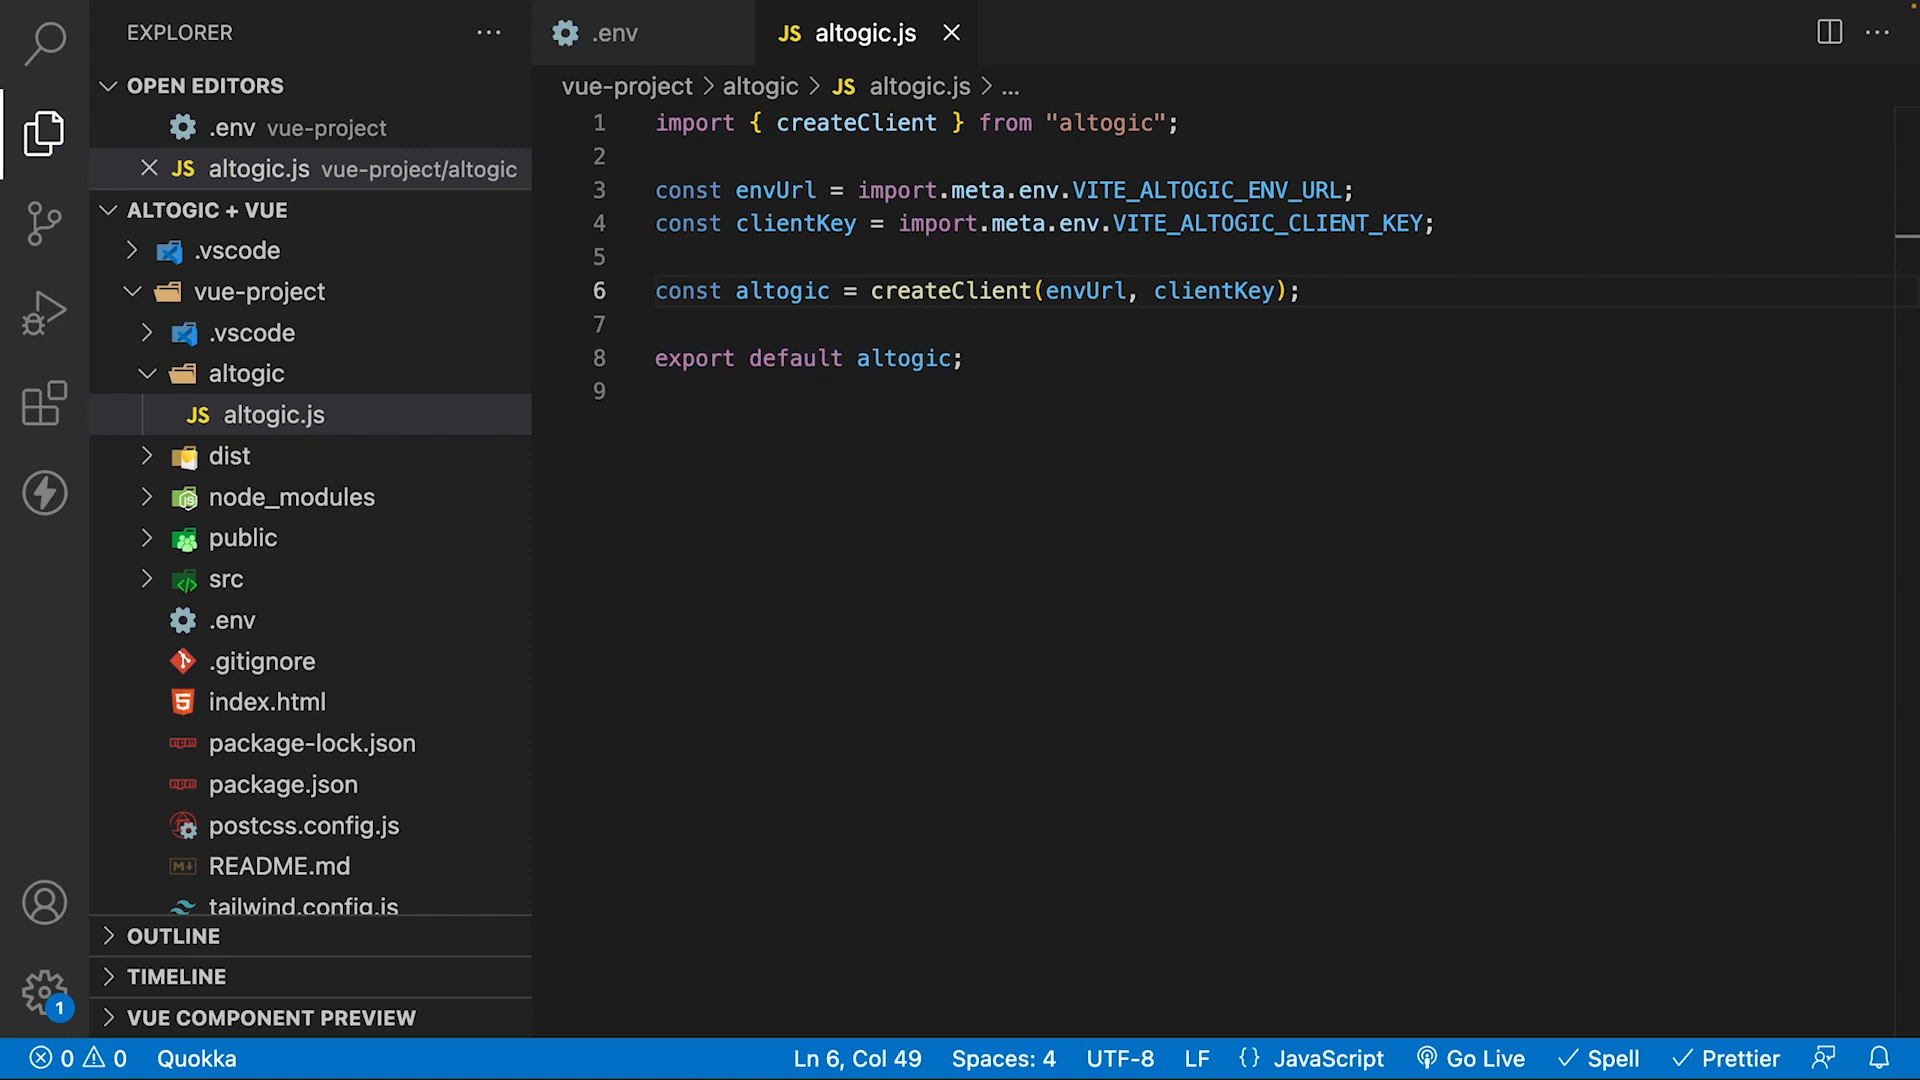 EXPLORER
OPEN EDITORS
.env vue-project
JS altogic.js vue-project/altogic
ALTOGIC + VUE
.vscode
vue-project
.vscode
altogic
JS altogic.js
dist
node_modules
public
src
.env
.gitignore
index.html
package-lock.json
package.json
postcss.config.js
README.md
tailwind.config.js
OUTLINE
TIMELINE
VUE COMPONENT PREVIEW
1
.env
JS altogic.js
vue-project > altogic > JS altogic.js > ...
1 import { createClient } from "altogic";
2
3 const envUrl = import.meta.env.VITE_ALTOGIC_ENV_URL;
4 const clientKey = import.meta.env.VITE_ALTOGIC_CLIENT_KEY;
5
6 const altogic = createClient(envUrl, clientKey);
7
8 export default altogic;
9
0 0 Quokka Ln 6, Col 49 Spaces: 4 UTF-8 LF {} JavaScript Go Live Spell Prettier